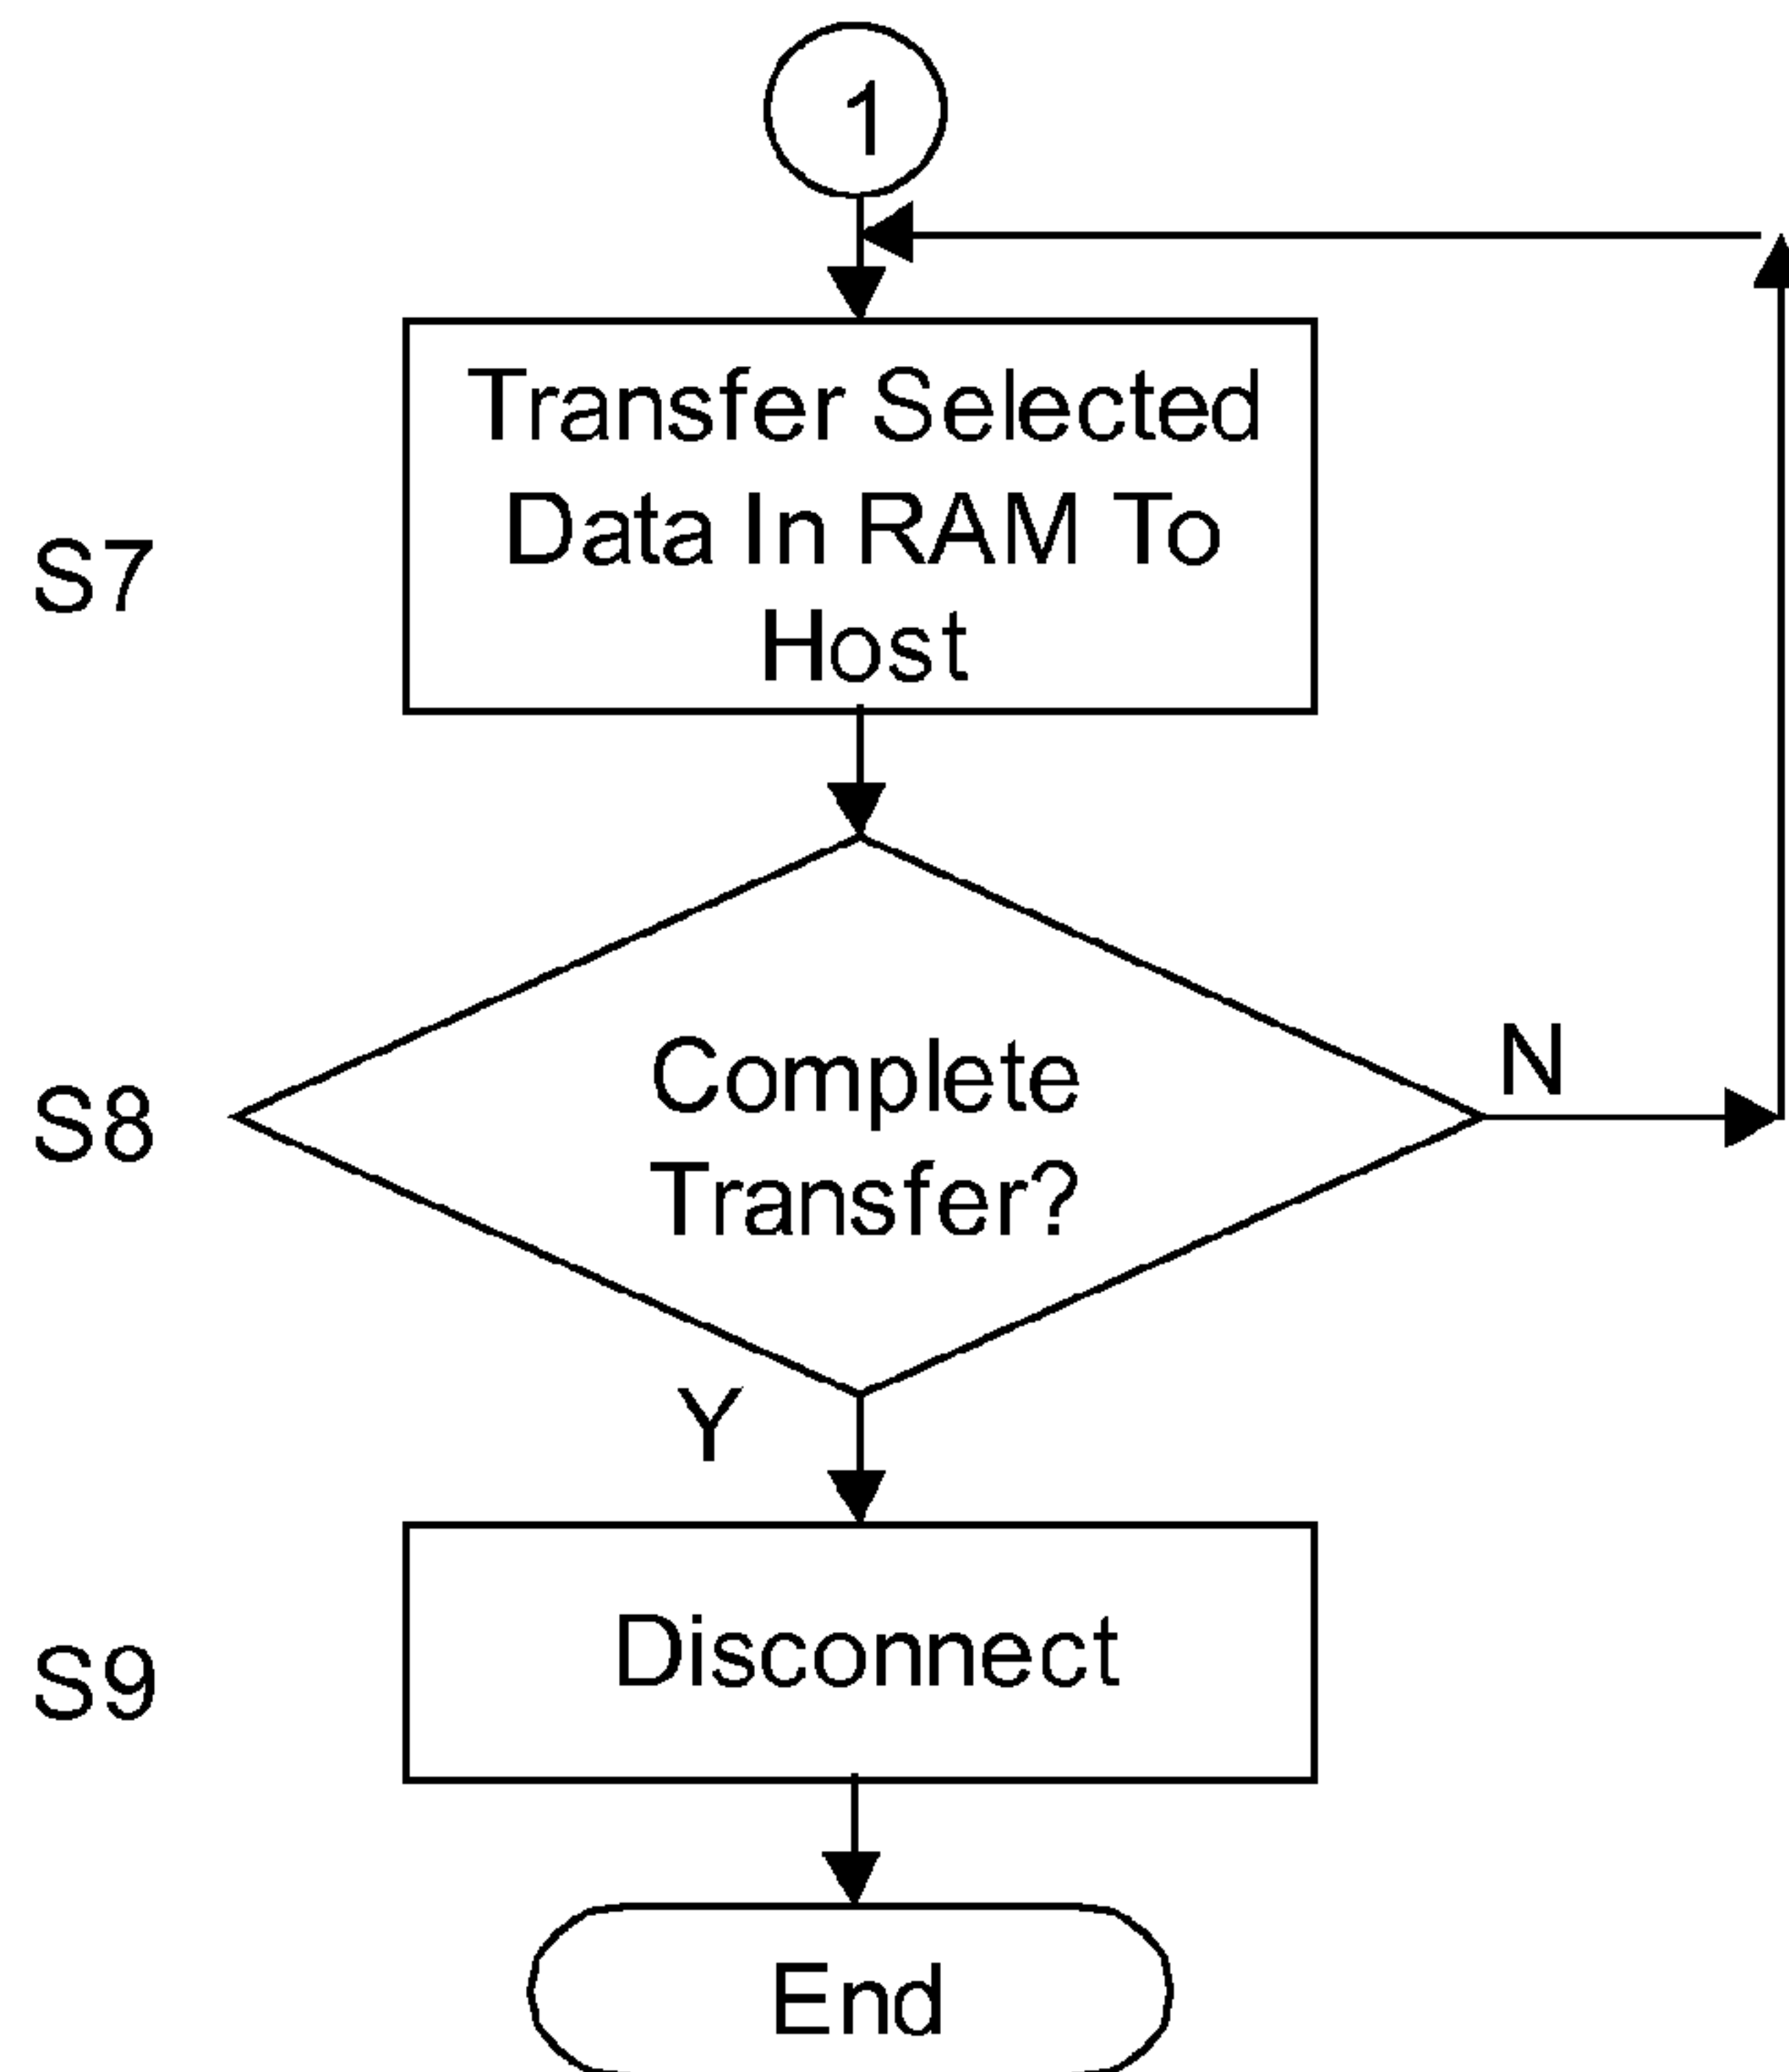 1
Transfer Selected
Data In RAM To
Host
S7
Complete
Transfer?
N
S8
Y
Disconnect
S9
End